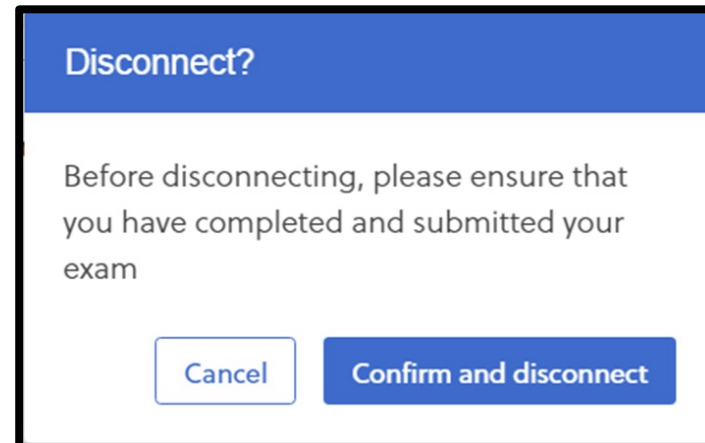 Disconnect?
Before disconnecting, please ensure that
you have completed and submitted your
exam
Cancel
Confirm and disconnect